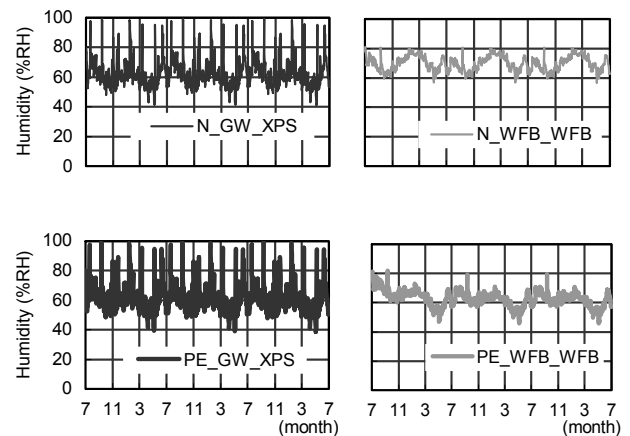 Humidity (%RH)
100
80
60
40
20
0
N_GW_XPS
N_WFB_WFB
Humidity (%RH)
100
80
60
40
20
0
PE_GW_XPS
PE_WFB_WFB
7 11 3 7 11 3 7 11 3 7
(month)
7 11 3 7 11 3 7 11 3 7
(month)